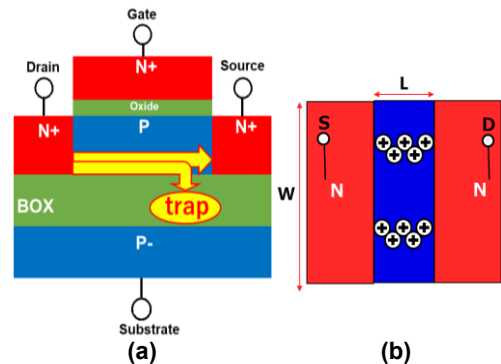 Gate
Drain
N+
Source
Oxide
N+
P
N+
trap
BOX
P-
Substrate
(a)
L
S
D
+ + +
+ +
N
N
W
+ + +
+ +
(b)